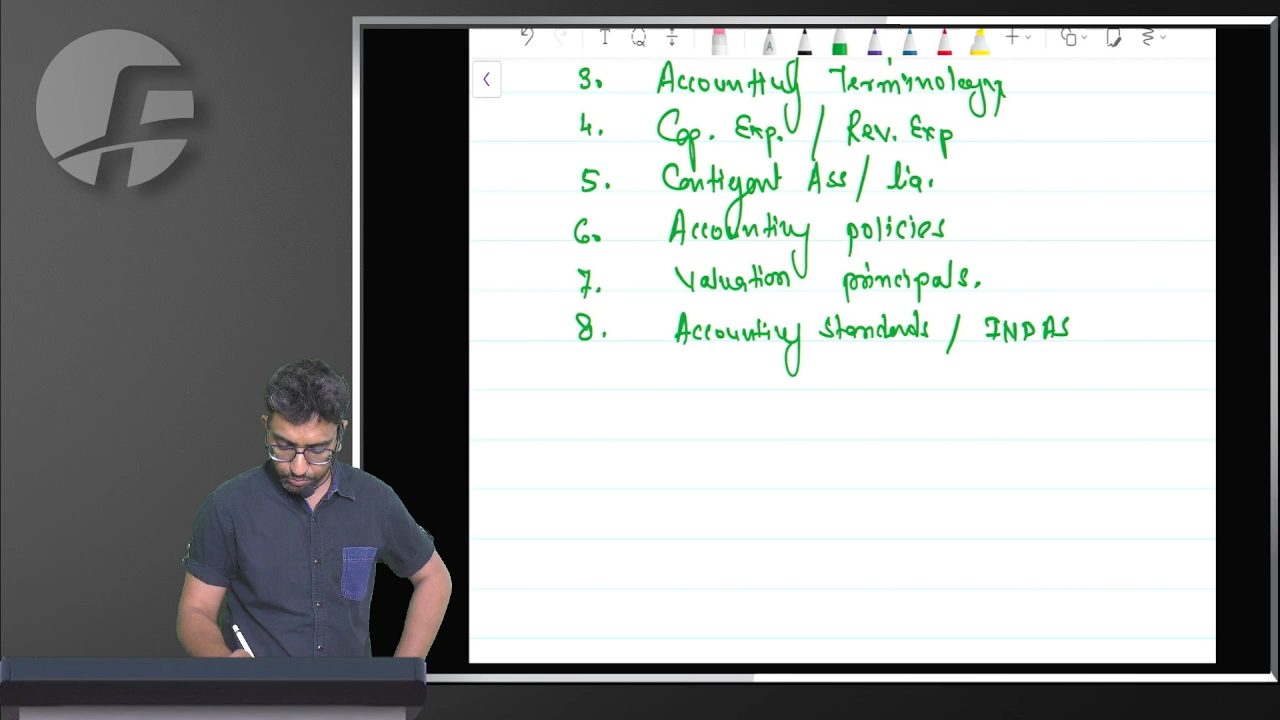 3. Accounting Terminology
4. Cap. Exp. / Rev. Exp
5. Contigent Ass / lia.
6. Accounting policies
7. Valuation principals.
8. Accounting Standards / INDAS